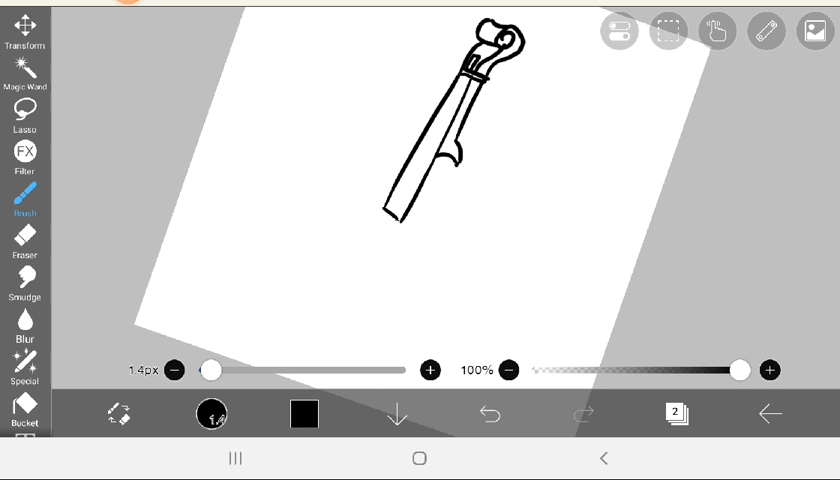 Transform
Magic Wand
Lasso
FX
Filter
Brush
Eraser
Smudge
Blur
Special
Bucket
1.4px
100%
2